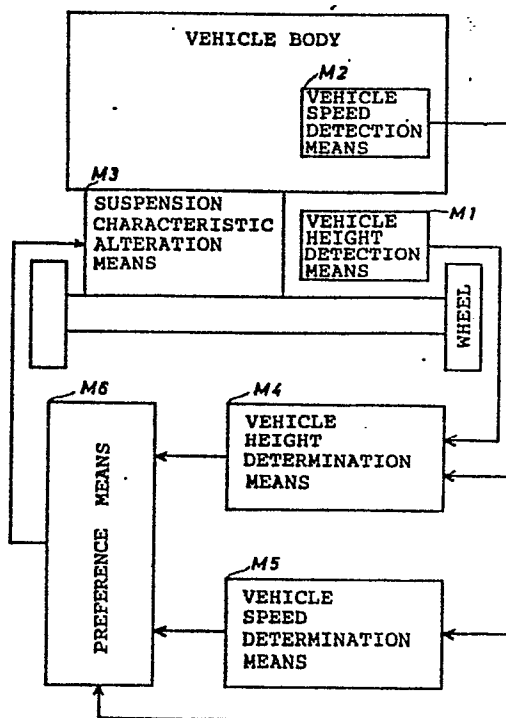 VEHICLE BODY
M2
VEHICLE
SPEED
DETECTION
MEANS
M3
SUSPENSION
CHARACTERISTIC
ALTERATION
MEANS
M1
VEHICLE
HEIGHT
DETECTION
MEANS
WHEEL
M6
PREFERENCE MEANS
M4
VEHICLE
HEIGHT
DETERMINATION
MEANS
M5
VEHICLE
SPEED
DETERMINATION
MEANS